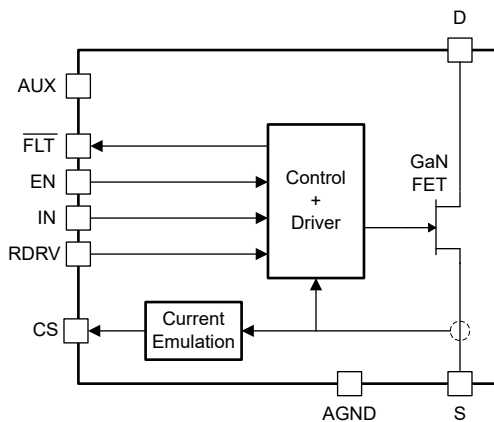 D
AUX
FLT
EN
IN
RDRV
CS
Control
+
Driver
GaN
FET
Current
Emulation
AGND
S